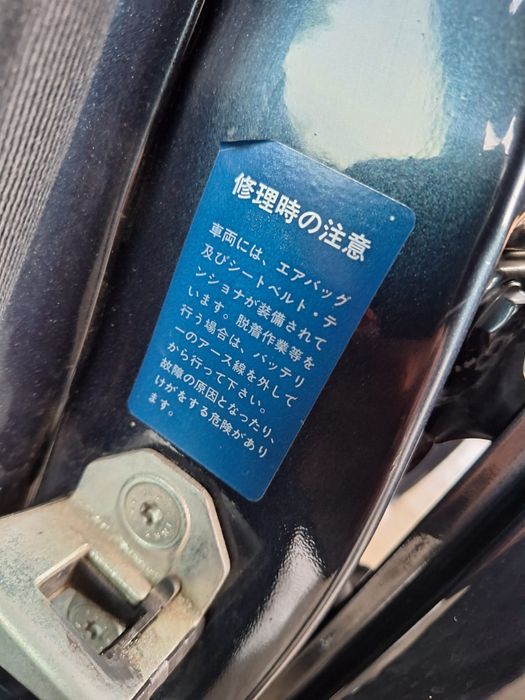 修理時の注意
車両には、エアバッグ
及びシートベルト・テ
ンショナが装備されて
います。脱着作業等を
行う場合は、バッテリ
ーのアース線を外して
から行って下さい。
故障の原因となったり、
けがをする危険があり
ます。